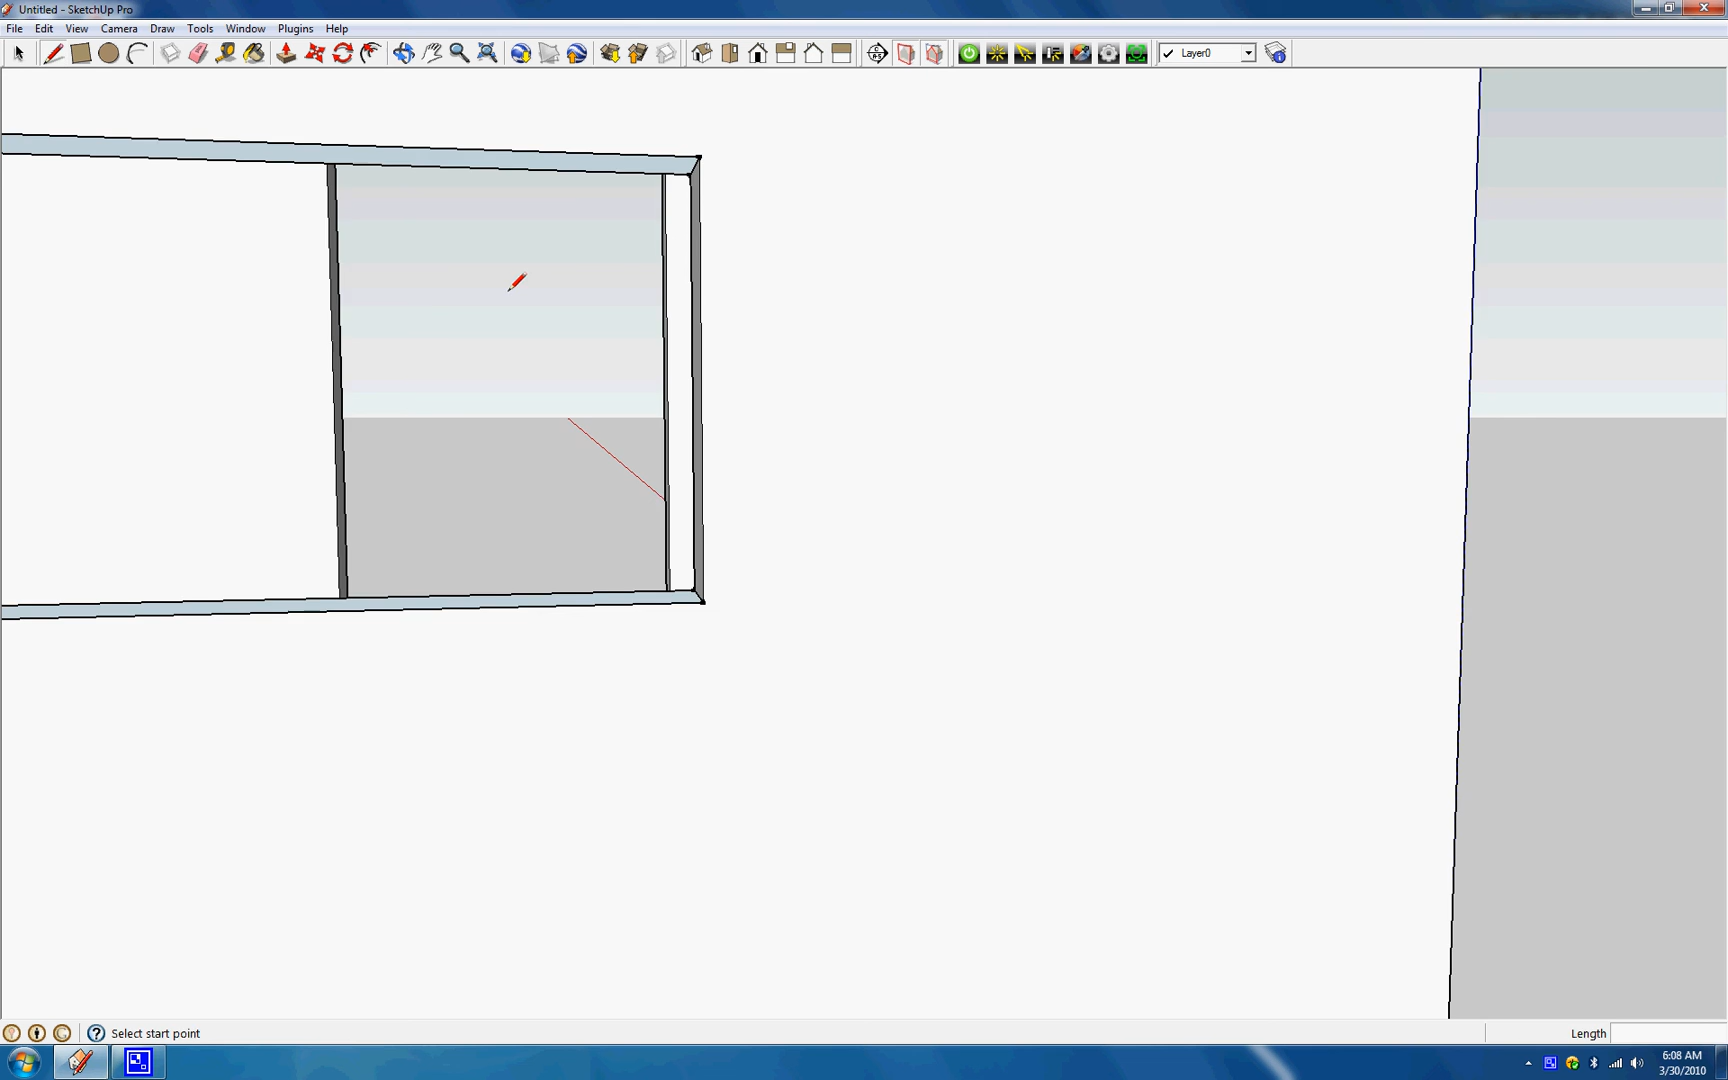 Untitled - SketchUp Pro
File Edit View Camera Draw Tools Window Plugins Help
Layer0
Select start point
Length
6:08 AM
3/30/2010